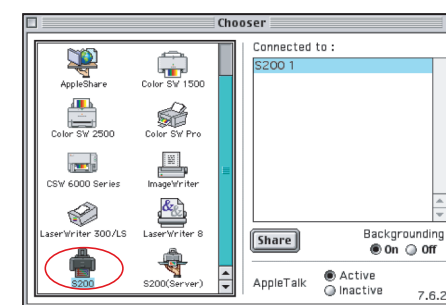 Chooser
AppleShare
Color SW 1500
Color SW 2500
Color SW Pro
CSW 6000 Series
ImageWriter
LaserWriter 300/LS
LaserWriter 8
S200
S200(Server)
Connected to :
S200 1
Share
Backgrounding
On Off
AppleTalk
Active
Inactive
7.6.2